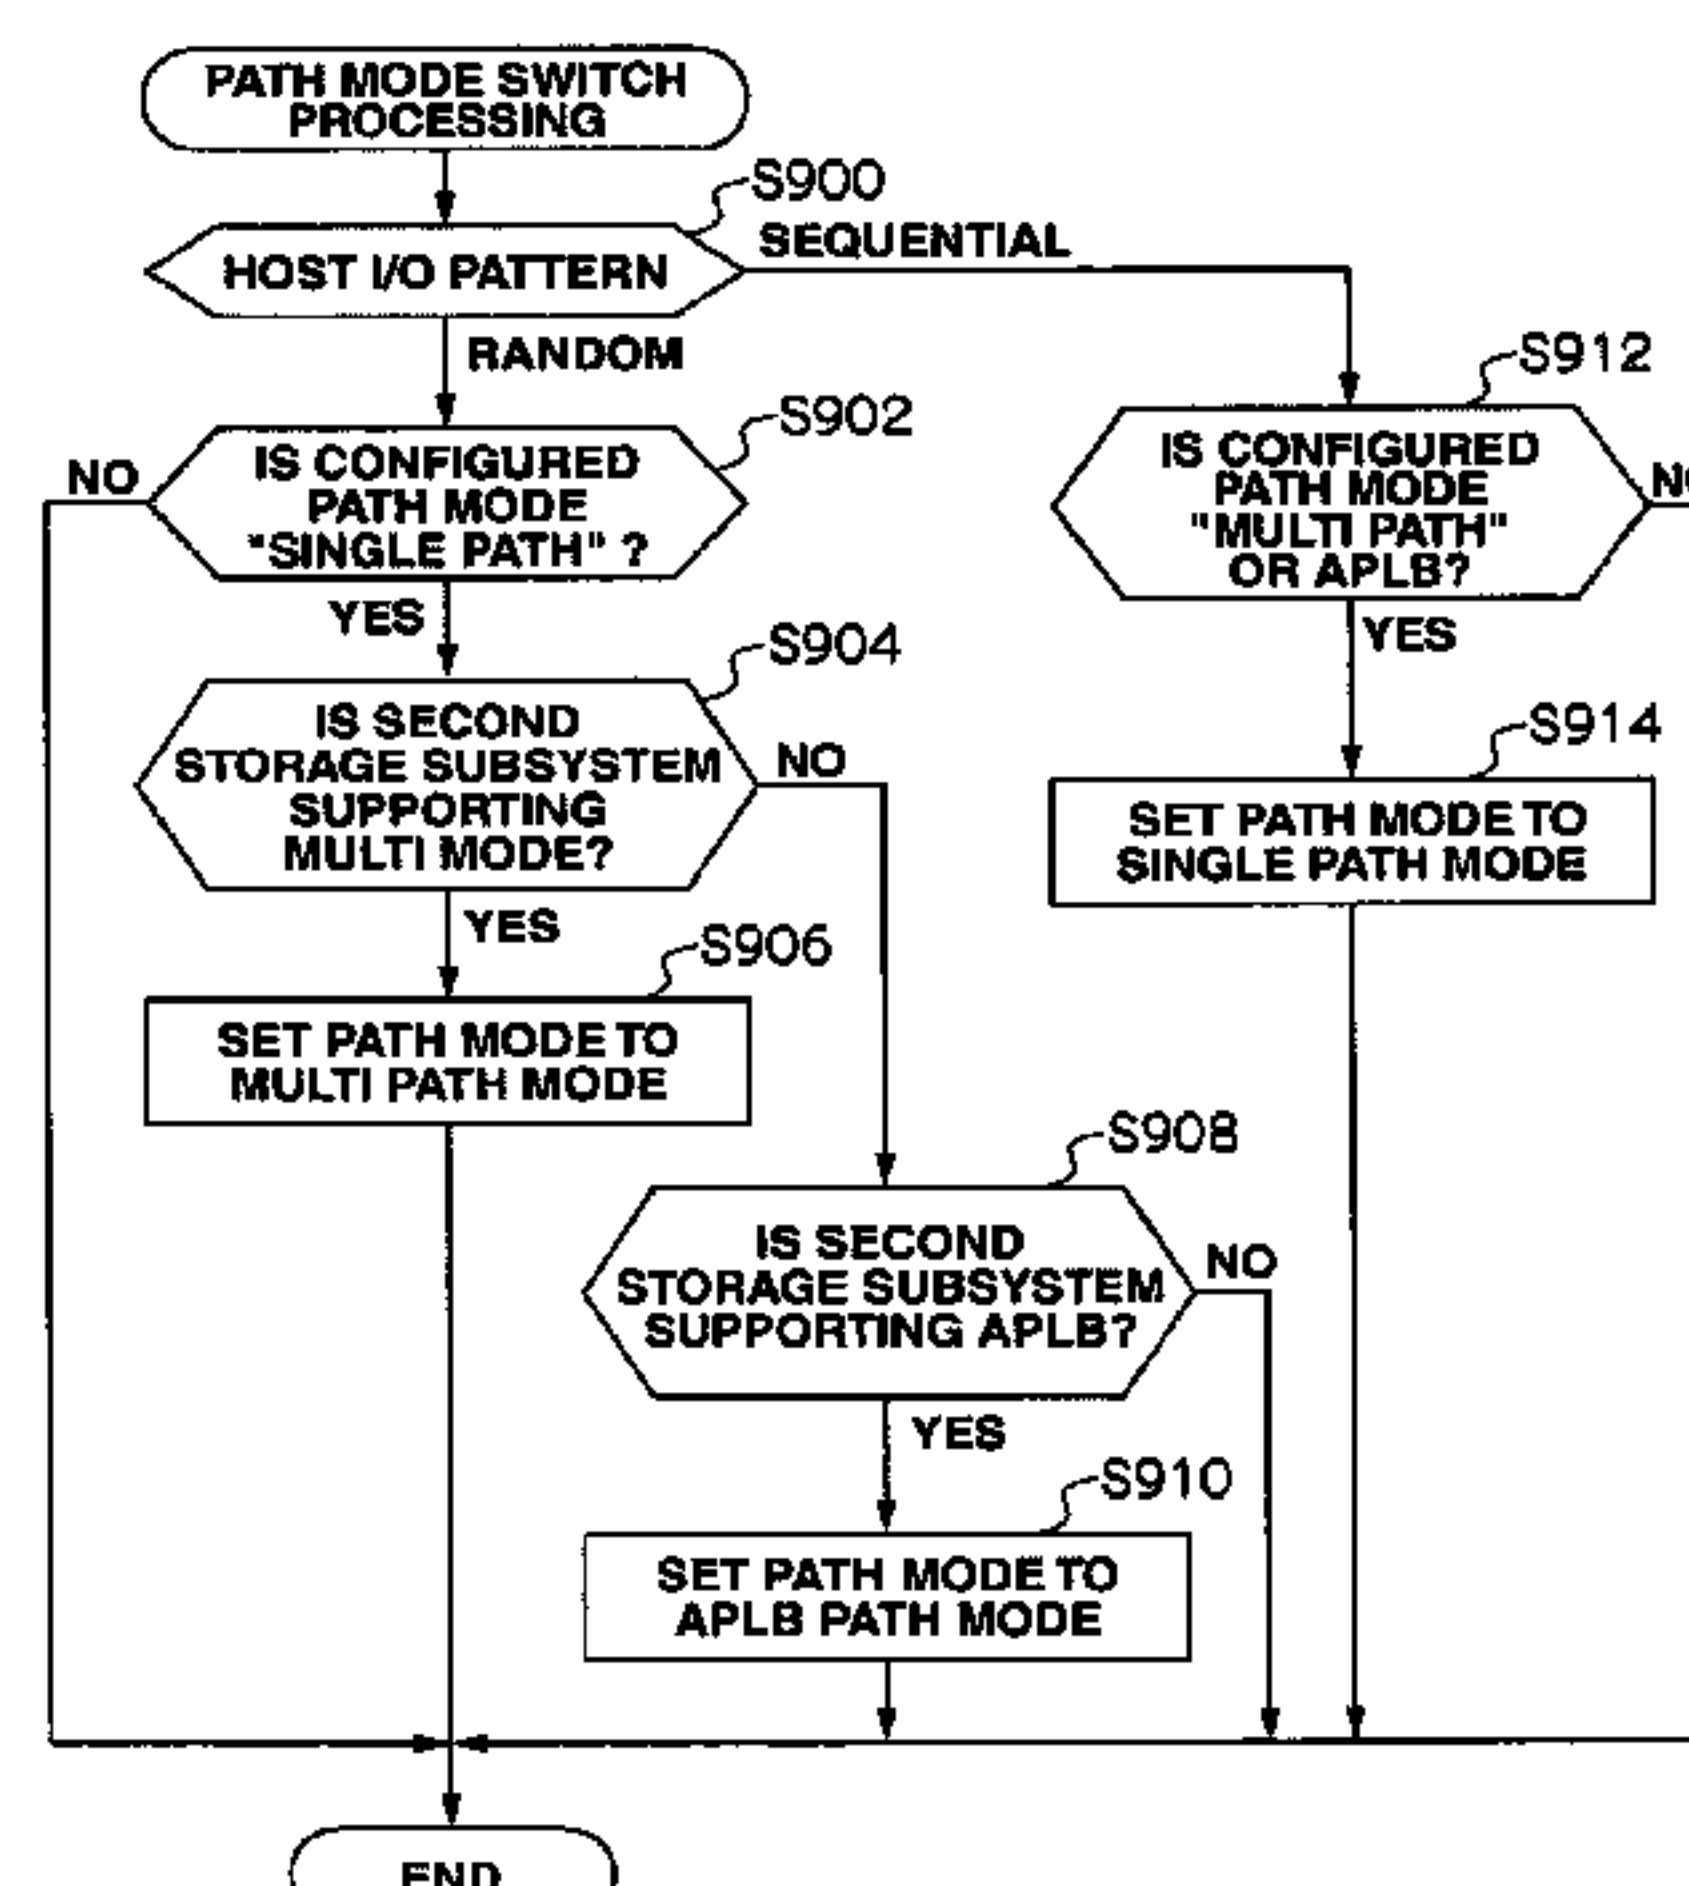 PATH MODE SWITCH
PROCESSING
S900
HOST I/O PATTERN
SEQUENTIAL
RANDOM
S902
IS CONFIGURED
PATH MODE
"SINGLE PATH" ?
NO
YES
S904
IS SECOND
STORAGE SUBSYSTEM
SUPPORTING
MULTI MODE?
NO
YES
S906
SET PATH MODE TO
MULTI PATH MODE
S908
IS SECOND
STORAGE SUBSYSTEM
SUPPORTING APLB?
NO
YES
S910
SET PATH MODE TO
APLB PATH MODE
S912
IS CONFIGURED
PATH MODE
"MULTI PATH"
OR APLB?
NO
YES
S914
SET PATH MODE TO
SINGLE PATH MODE
END